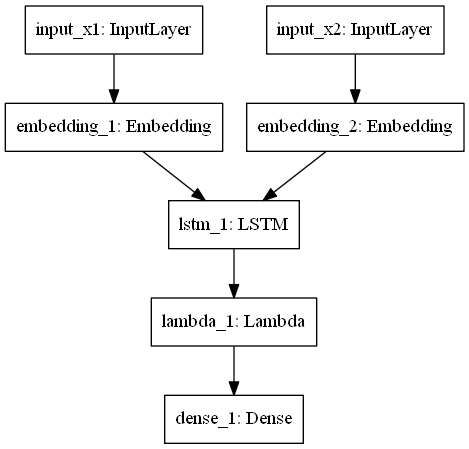 input_x1: InputLayer
input_x2: InputLayer
embedding_1: Embedding
embedding_2: Embedding
lstm_1: LSTM
lambda_1: Lambda
dense_1: Dense